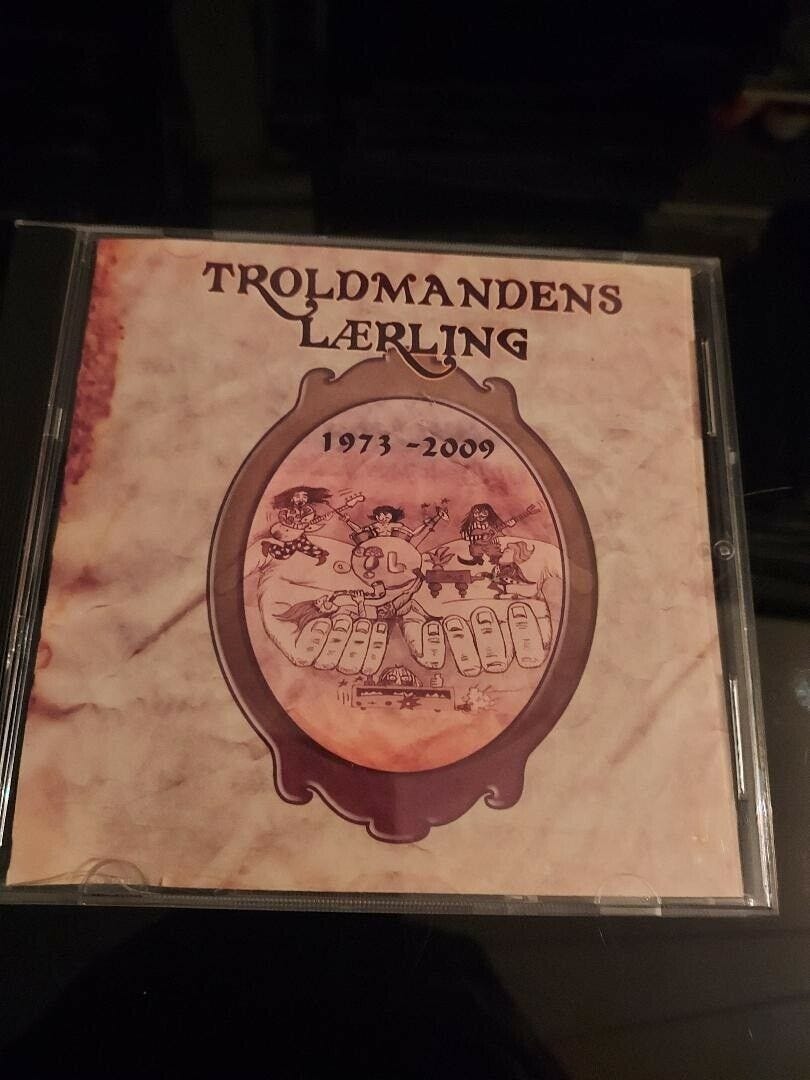 TROLDMANDENS
LÆRLING
1973 -2009